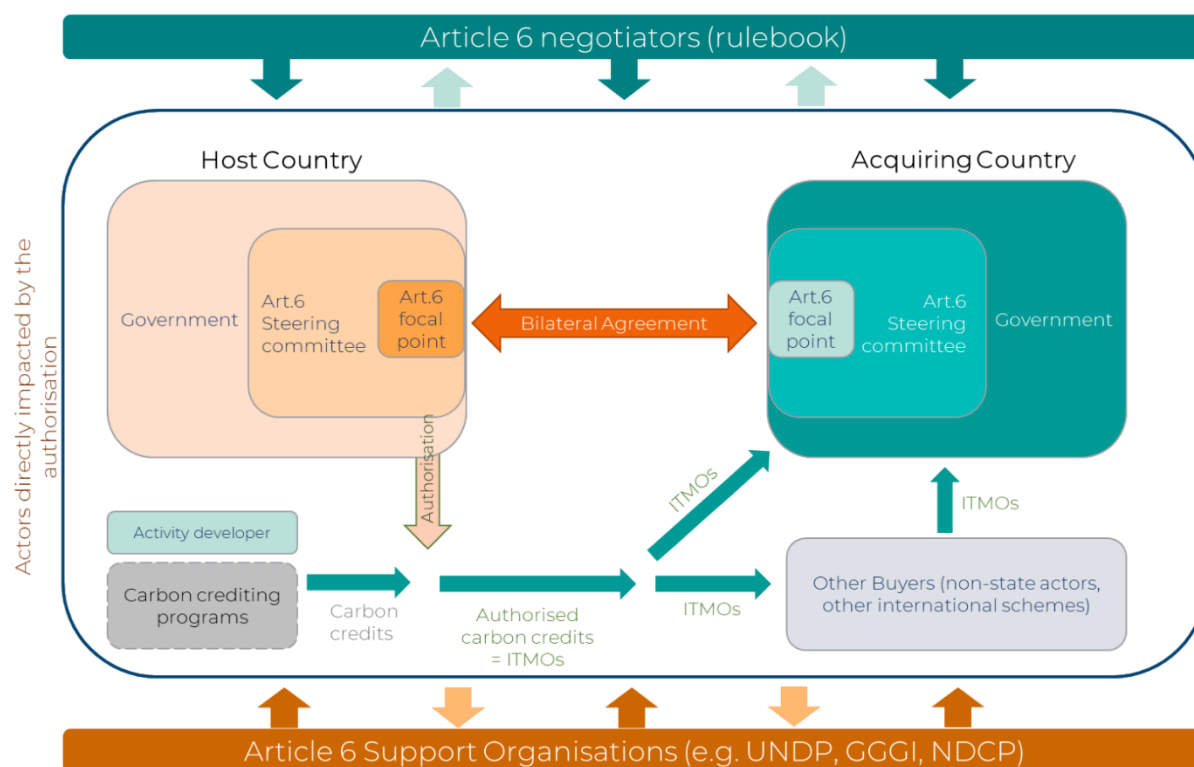 Article 6 negotiators (rulebook)
Actors directly impacted by the
authorisation
Host Country
Acquiring Country
Government
Art.6
Steering
committee
Art.6
focal
point
Bilateral Agreement
Art.6
focal
point
Art.6
Steering
committee
Government
Authorisation
ITMOs
ITMOs
Activity developer
Carbon crediting
programs
Carbon
credits
Authorised
carbon credits
= ITMOs
ITMOs
Other Buyers (non-state actors,
other international schemes)
Article 6 Support Organisations (e.g. UNDP, GGGI, NDCP)